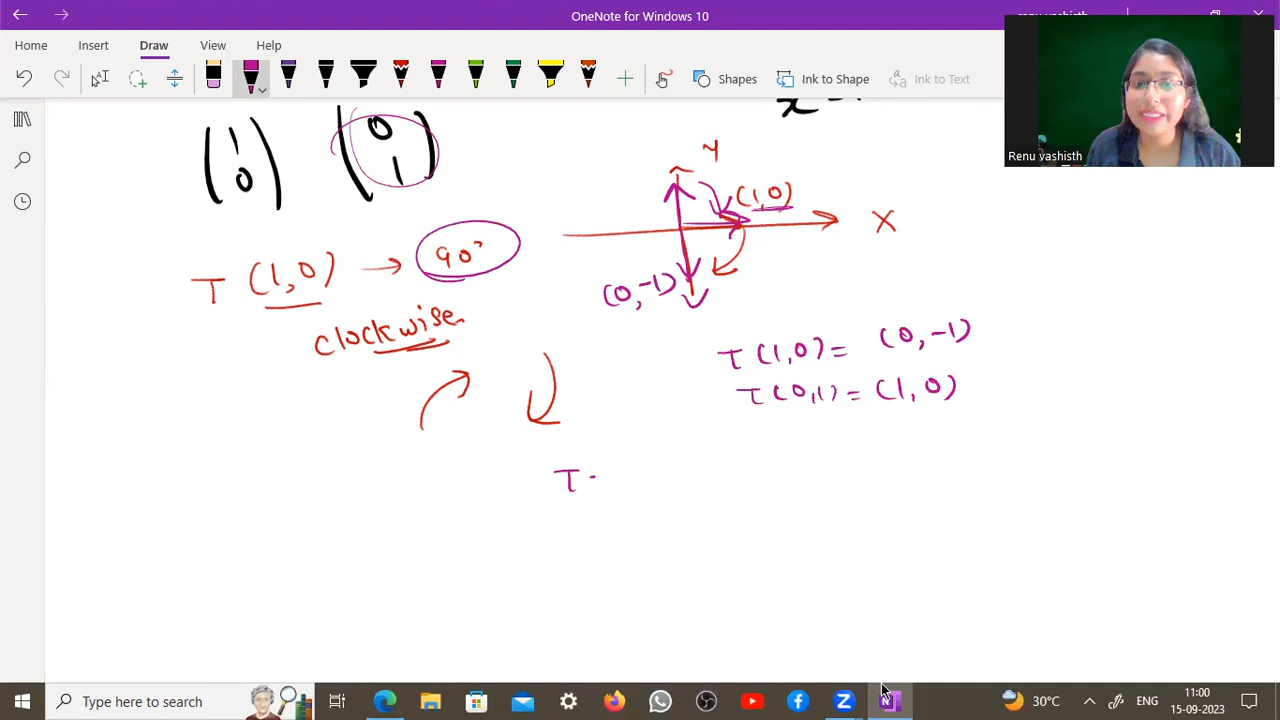 OneNote for Windows 10
renu vashisth
Home Insert Draw View Help
Shapes Ink to Shape Ink to Text
Renu vashisth
1
0
0
1
Y
(1,0)
X
T (1,0) → 90°
(0,-1)
clockwise
T(1,0) = (0,-1)
T(0,1) = (1,0)
T
Type here to search
30°C ENG 11:00
15-09-2023